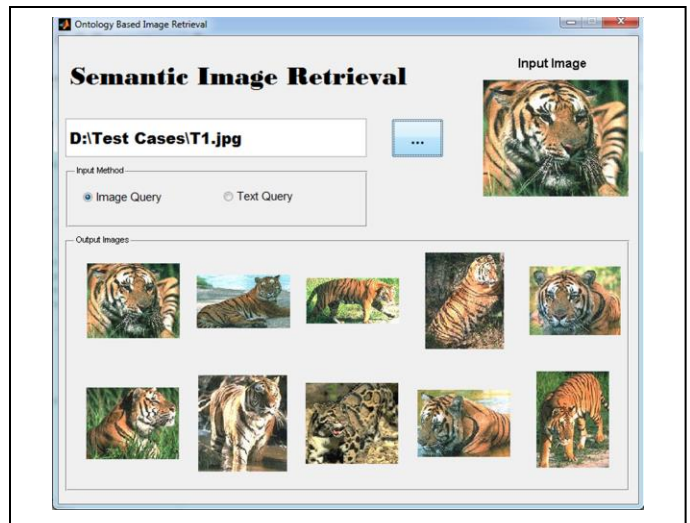 Ontology Based Image Retrieval
Semantic Image Retrieval
Input Image
D:\Test Cases\T1.jpg
...
Input Method
Image Query
Text Query
Output Images